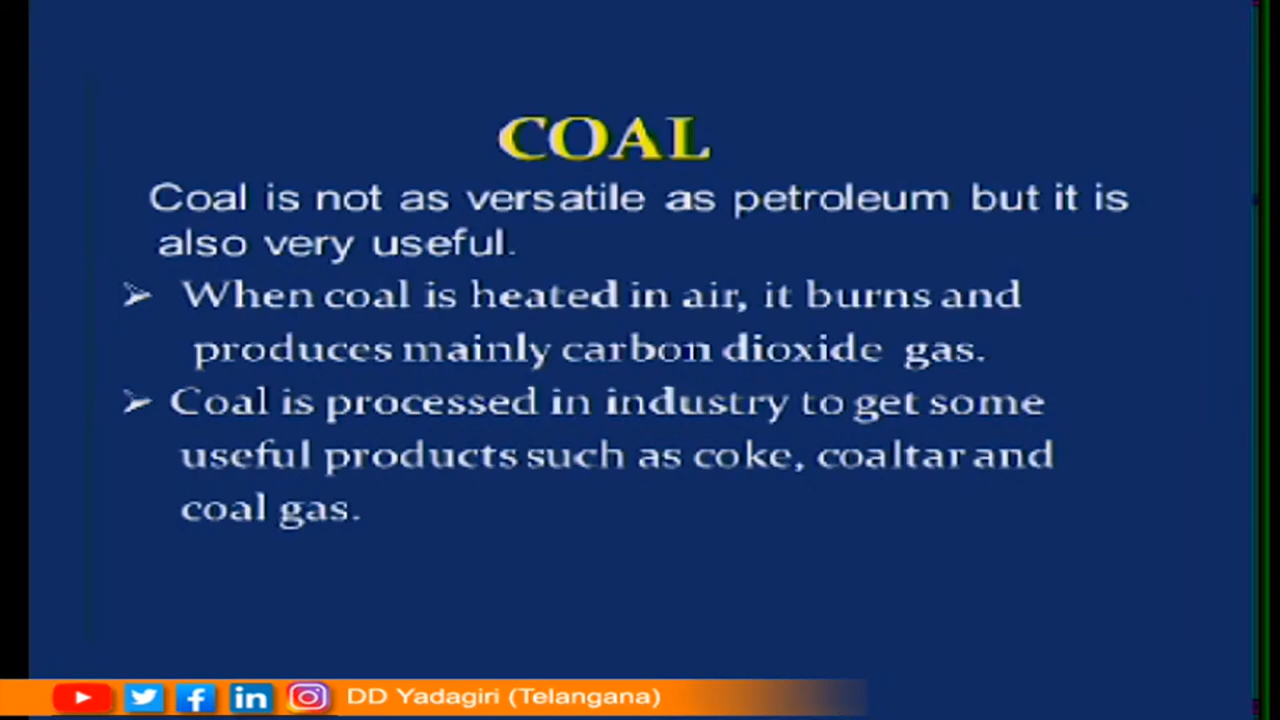 COAL
Coal is not as versatile as petroleum but it is
also very useful.
➢ When coal is heated in air, it burns and
produces mainly carbon dioxide gas.
➢ Coal is processed in industry to get some
useful products such as coke, coaltar and
coal gas.
DD Yadagiri (Telangana)